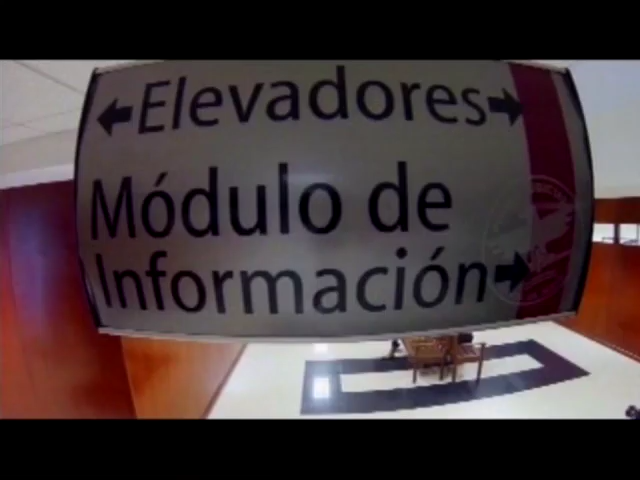 ←Elevadores→
Módulo de
Información→